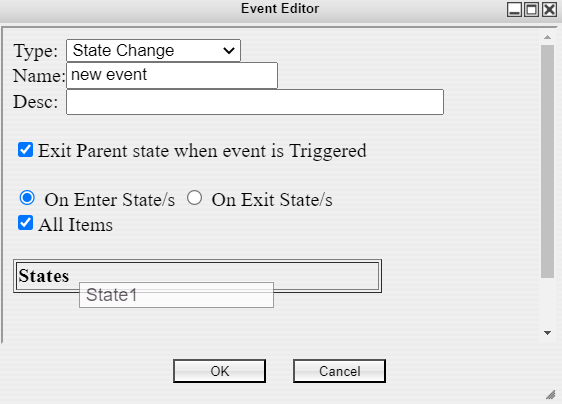 Event Editor
Type: State Change
Name: new event
Desc:
Exit Parent state when event is Triggered
On Enter State/s On Exit State/s
All Items
States
State1
OK Cancel